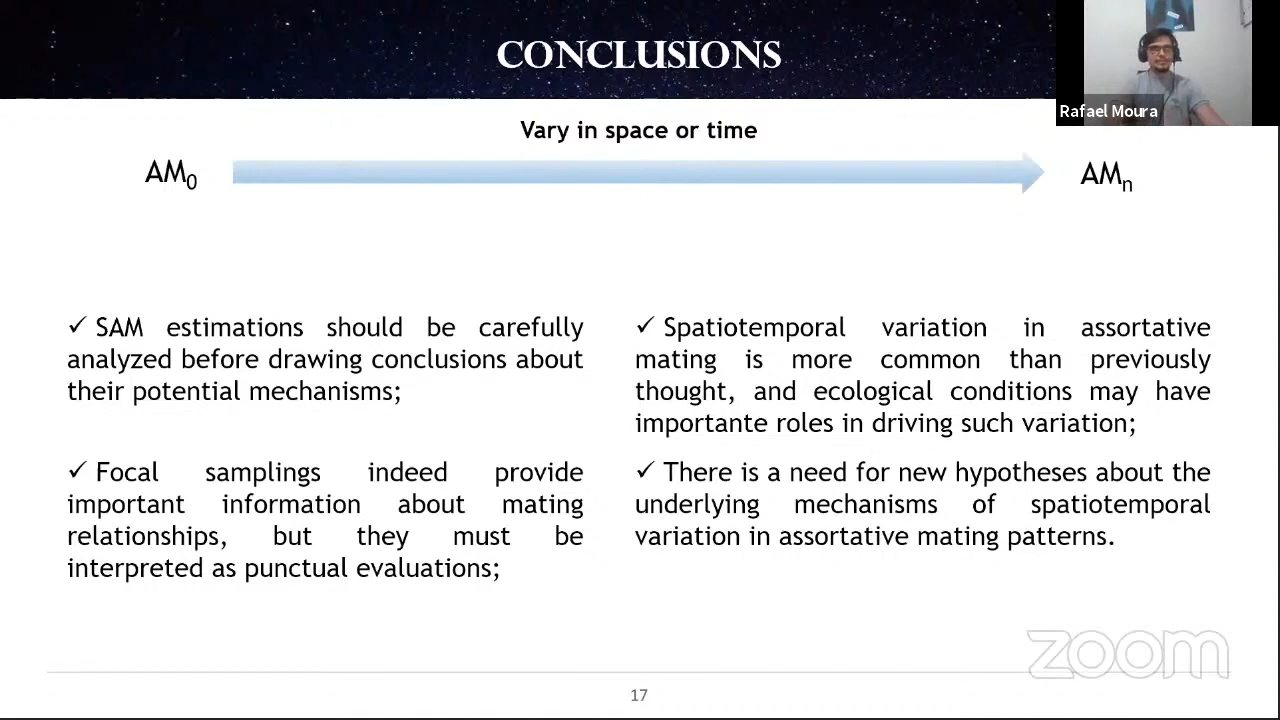 CONCLUSIONS
Rafael Moura
Vary in space or time
AM0
AMn
✓ SAM estimations should be carefully
analyzed before drawing conclusions about
their potential mechanisms;
✓ Focal samplings indeed provide
important information about mating
relationships, but they must be
interpreted as punctual evaluations;
✓ Spatiotemporal variation in assortative
mating is more common than previously
thought, and ecological conditions may have
importante roles in driving such variation;
✓ There is a need for new hypotheses about the
underlying mechanisms of spatiotemporal
variation in assortative mating patterns.
zoom
17